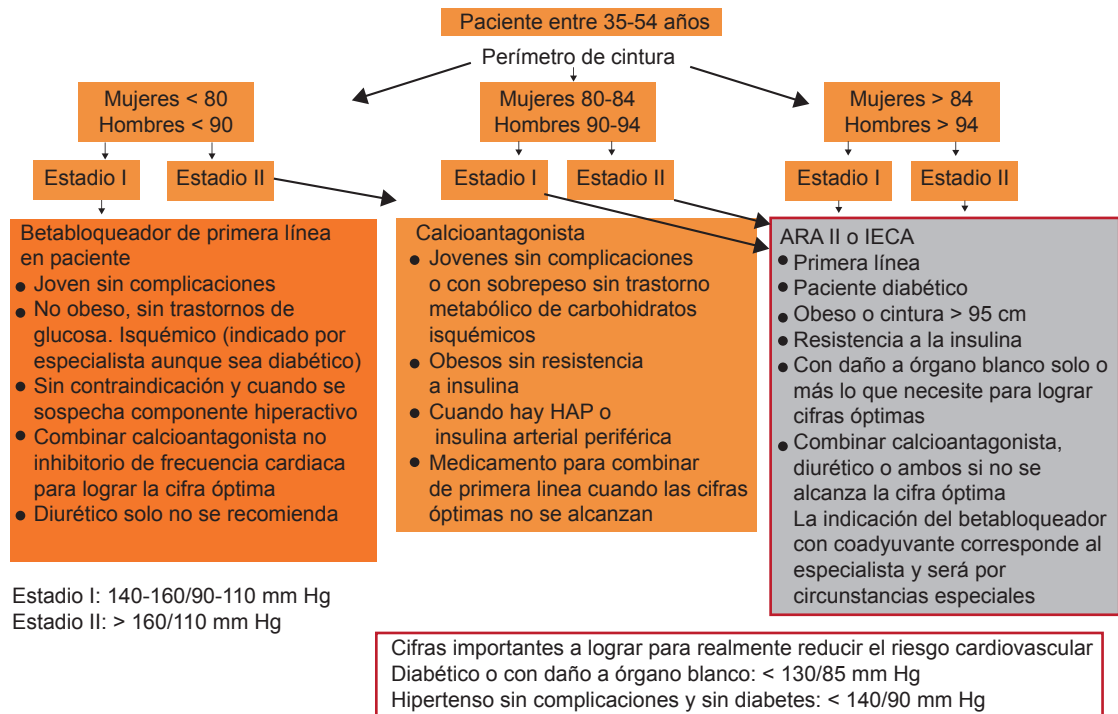 Paciente entre 35-54 años
Perímetro de cintura
Mujeres < 80
Hombres < 90
Mujeres 80-84
Hombres 90-94
Mujeres > 84
Hombres > 94
Estadio I
Estadio II
Estadio I
Estadio II
Estadio I
Estadio II
Betabloqueador de primera línea
en paciente
● Joven sin complicaciones
● No obeso, sin trastornos de
glucosa. Isquémico (indicado por
especialista aunque sea diabético)
● Sin contraindicación y cuando se
sospecha componente hiperactivo
● Combinar calcioantagonista no
inhibitorio de frecuencia cardiaca
para lograr la cifra óptima
● Diurético solo no se recomienda
Calcioantagonista
● Jovenes sin complicaciones
o con sobrepeso sin trastorno
metabólico de carbohidratos
isquémicos
● Obesos sin resistencia
a insulina
● Cuando hay HAP o
insulina arterial periférica
● Medicamento para combinar
de primera linea cuando las cifras
óptimas no se alcanzan
ARA II o IECA
● Primera línea
● Paciente diabético
● Obeso o cintura > 95 cm
● Resistencia a la insulina
● Con daño a órgano blanco solo o
más lo que necesite para lograr
cifras óptimas
● Combinar calcioantagonista,
diurético o ambos si no se
alcanza la cifra óptima
La indicación del betabloqueador
con coadyuvante corresponde al
especialista y será por
circunstancias especiales
Estadio I: 140-160/90-110 mm Hg
Estadio II: > 160/110 mm Hg
Cifras importantes a lograr para realmente reducir el riesgo cardiovascular
Diabético o con daño a órgano blanco: < 130/85 mm Hg
Hipertenso sin complicaciones y sin diabetes: < 140/90 mm Hg